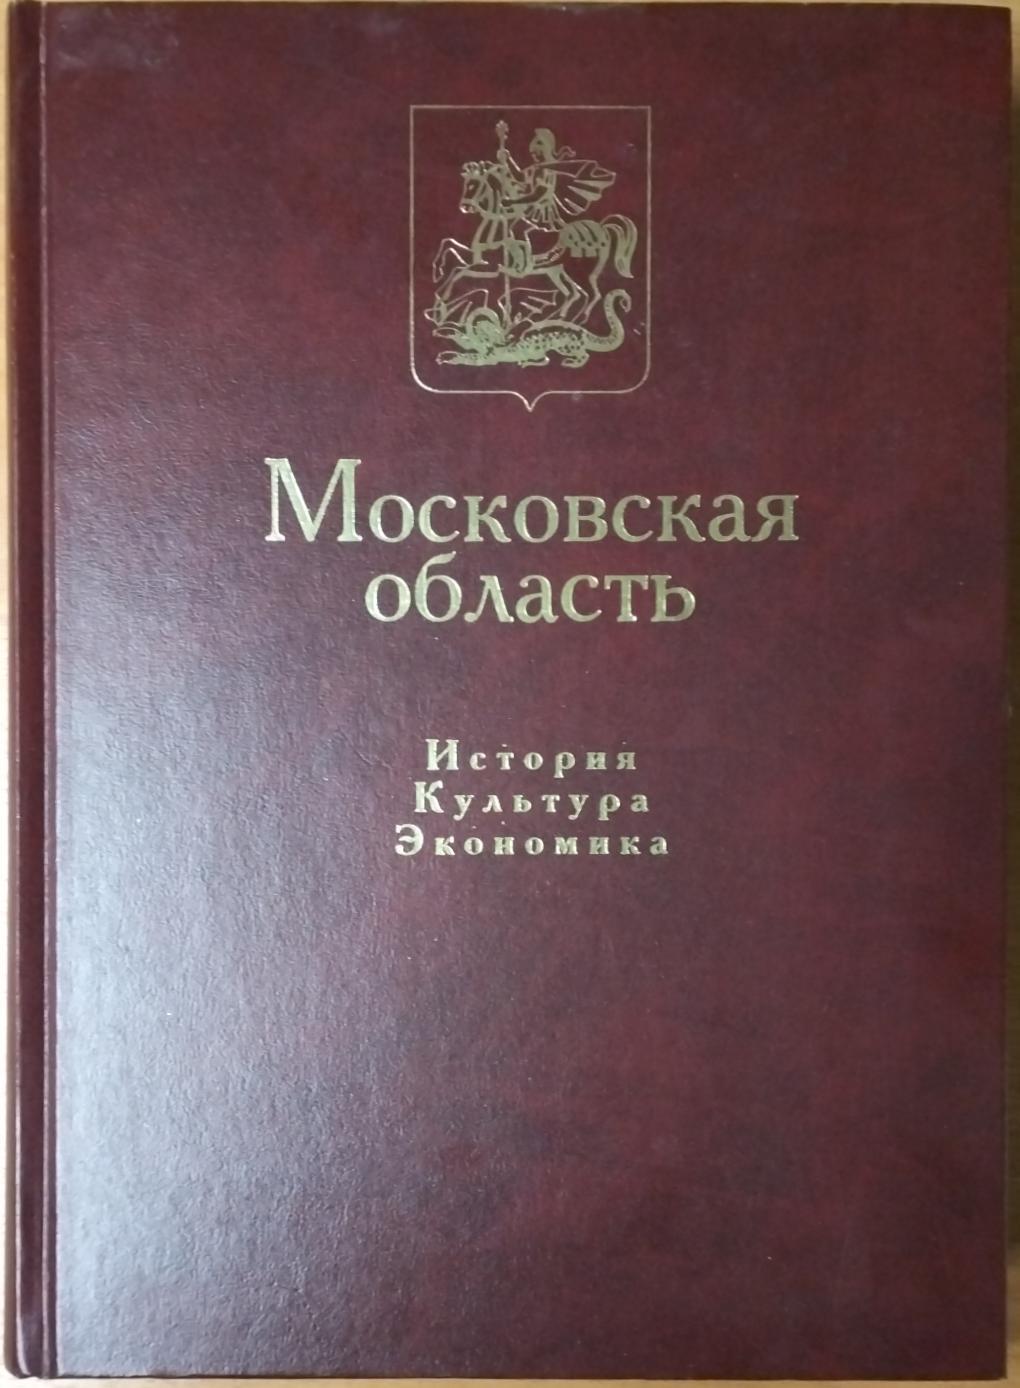 Московская
область
История
Культура
Экономика